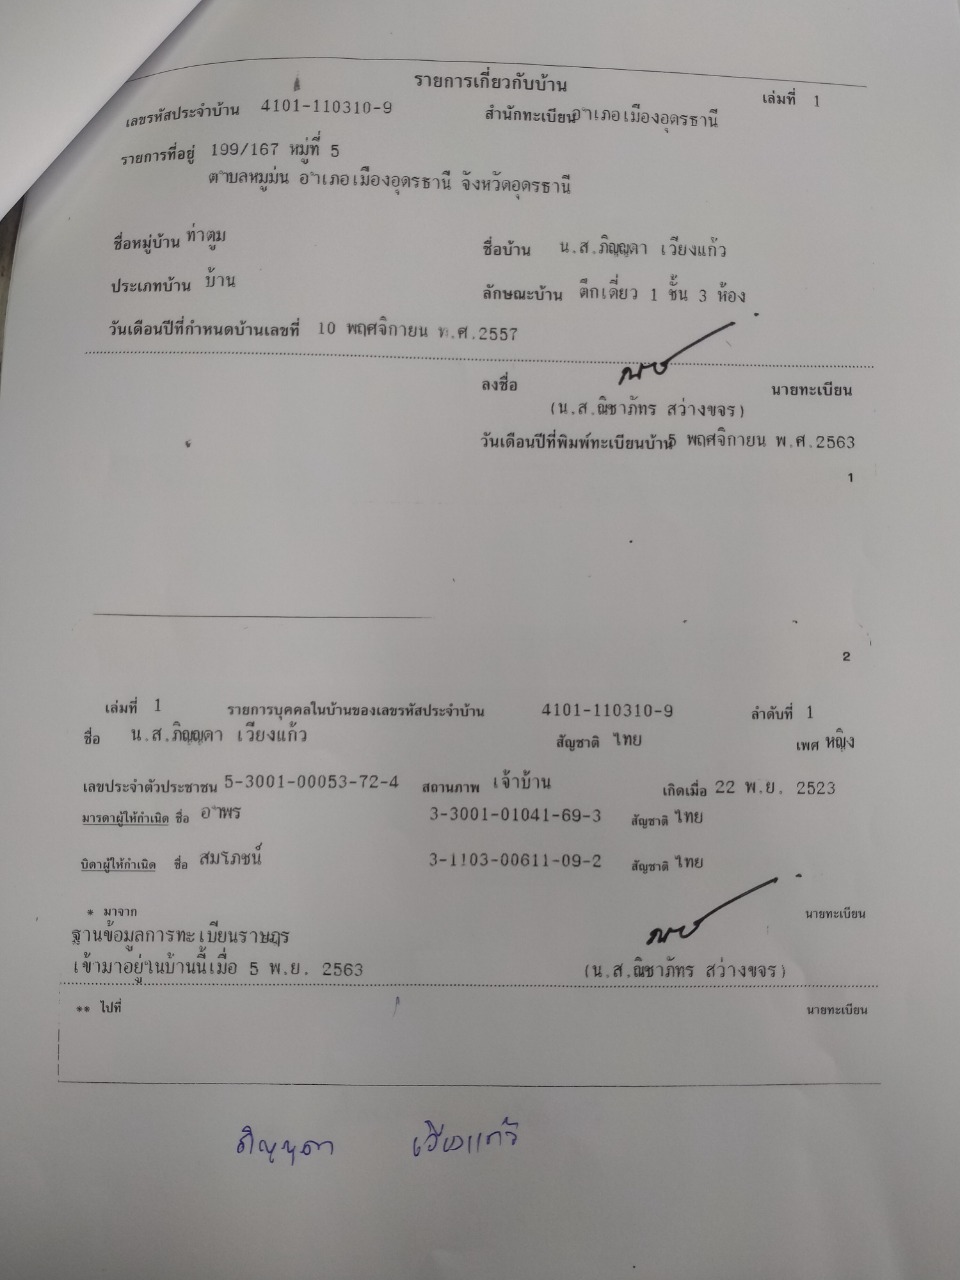 รายการเกี่ยวกับบ้าน
เล่มที่ 1
เลขรหัสประจำบ้าน 4101-110310-9 สำนักทะเบียน อำเภอเมืองอุดรธานี
รายการที่อยู่ 199/167 หมู่ที่ 5
ตำบลหมูม่น อำเภอเมืองอุดรธานี จังหวัดอุดรธานี
ชื่อหมู่บ้าน ท่าตูม ชื่อบ้าน น.ส.ภิญญดา เวียงแก้ว
ประเภทบ้าน บ้าน ลักษณะบ้าน ตึกเดี่ยว 1 ชั้น 3 ห้อง
วันเดือนปีที่กำหนดบ้านเลขที่ 10 พฤศจิกายน พ.ศ.2557
ลงชื่อ นายทะเบียน
(น.ส.ณิชาภัทร สว่างขจร)
วันเดือนปีที่พิมพ์ทะเบียนบ้าน 5 พฤศจิกายน พ.ศ.2563
1
2
เล่มที่ 1 รายการบุคคลในบ้านของเลขรหัสประจำบ้าน 4101-110310-9 ลำดับที่ 1
ชื่อ น.ส.ภิญญดา เวียงแก้ว สัญชาติ ไทย เพศ หญิง
เลขประจำตัวประชาชน 5-3001-00053-72-4 สถานภาพ เจ้าบ้าน เกิดเมื่อ 22 พ.ย. 2523
มารดาผู้ให้กำเนิด ชื่อ อำพร 3-3001-01041-69-3 สัญชาติ ไทย
บิดาผู้ให้กำเนิด ชื่อ สมโภชน์ 3-1103-00611-09-2 สัญชาติ ไทย
* มาจาก นายทะเบียน
ฐานข้อมูลการทะเบียนราษฎร
เข้ามาอยู่ในบ้านนี้เมื่อ 5 พ.ย. 2563 (น.ส.ณิชาภัทร สว่างขจร)
** ไปที่ นายทะเบียน
ภิญญดา เวียงแก้ว